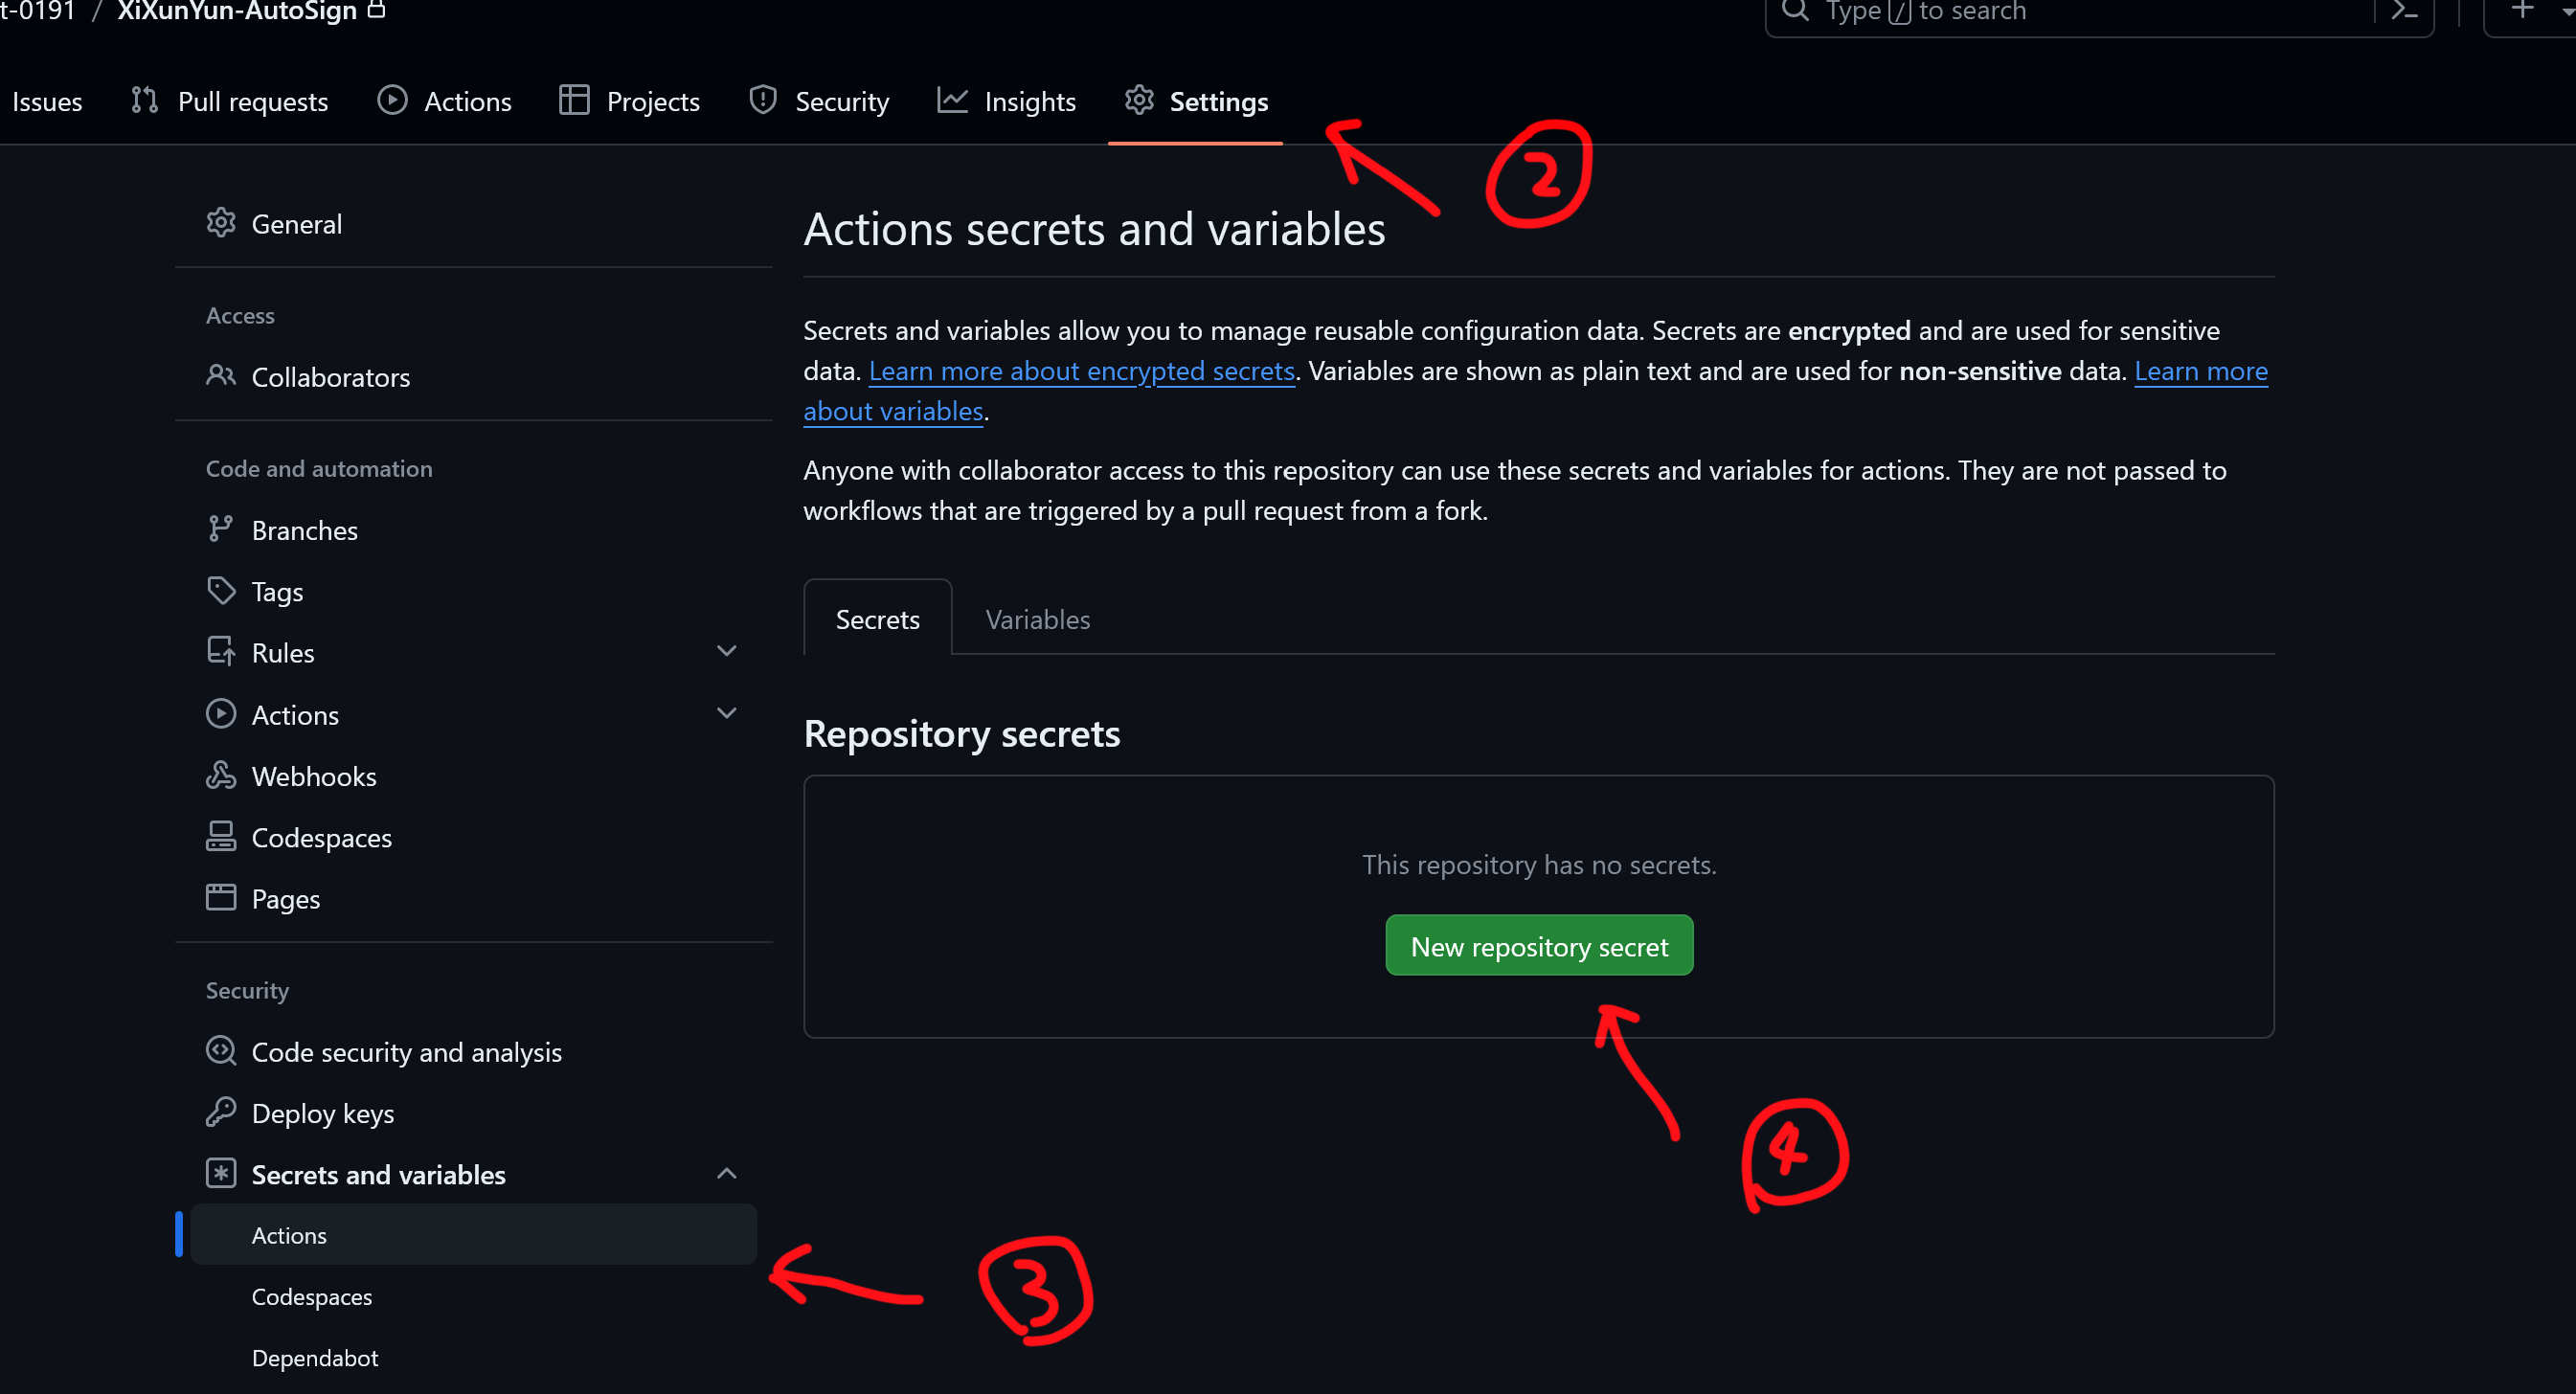 t-0191 / XiXunYun-AutoSign
Type / to search
Issues Pull requests Actions Projects Security Insights Settings
②
General
Access
Collaborators
Code and automation
Branches
Tags
Rules
Actions
Webhooks
Codespaces
Pages
Security
Code security and analysis
Deploy keys
Secrets and variables
Actions
Codespaces
Dependabot
③
Actions secrets and variables
Secrets and variables allow you to manage reusable configuration data. Secrets are encrypted and are used for sensitive
data. Learn more about encrypted secrets. Variables are shown as plain text and are used for non-sensitive data. Learn more
about variables.
Anyone with collaborator access to this repository can use these secrets and variables for actions. They are not passed to
workflows that are triggered by a pull request from a fork.
Secrets Variables
Repository secrets
This repository has no secrets.
New repository secret
④